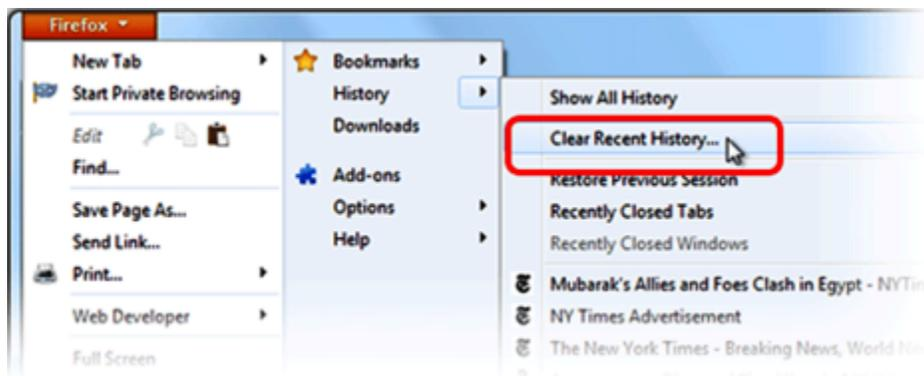 Firefox
New Tab
Start Private Browsing
Edit
Find...
Save Page As...
Send Link...
Print...
Web Developer
Full Screen
Bookmarks
History
Downloads
Add-ons
Options
Help
Show All History
Clear Recent History...
Restore Previous Session
Recently Closed Tabs
Recently Closed Windows
Mubarak's Allies and Foes Clash in Egypt - NYTim
NY Times Advertisement
The New York Times - Breaking News, World Ne